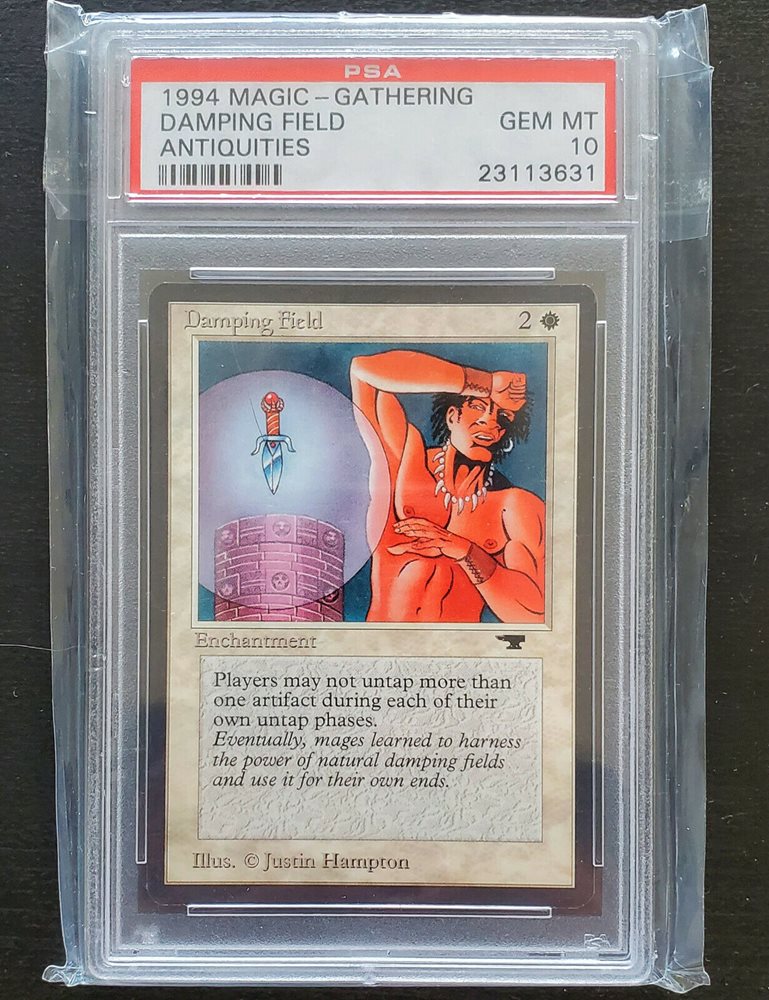 PSA
1994 MAGIC-GATHERING
DAMPING FIELD GEM MT
ANTIQUITIES 10
23113631
Damping Field 2
Enchantment
Players may not untap more than
one artifact during each of their
own untap phases.
Eventually, mages learned to harness
the power of natural damping fields
and use it for their own ends.
Illus. © Justin Hampton